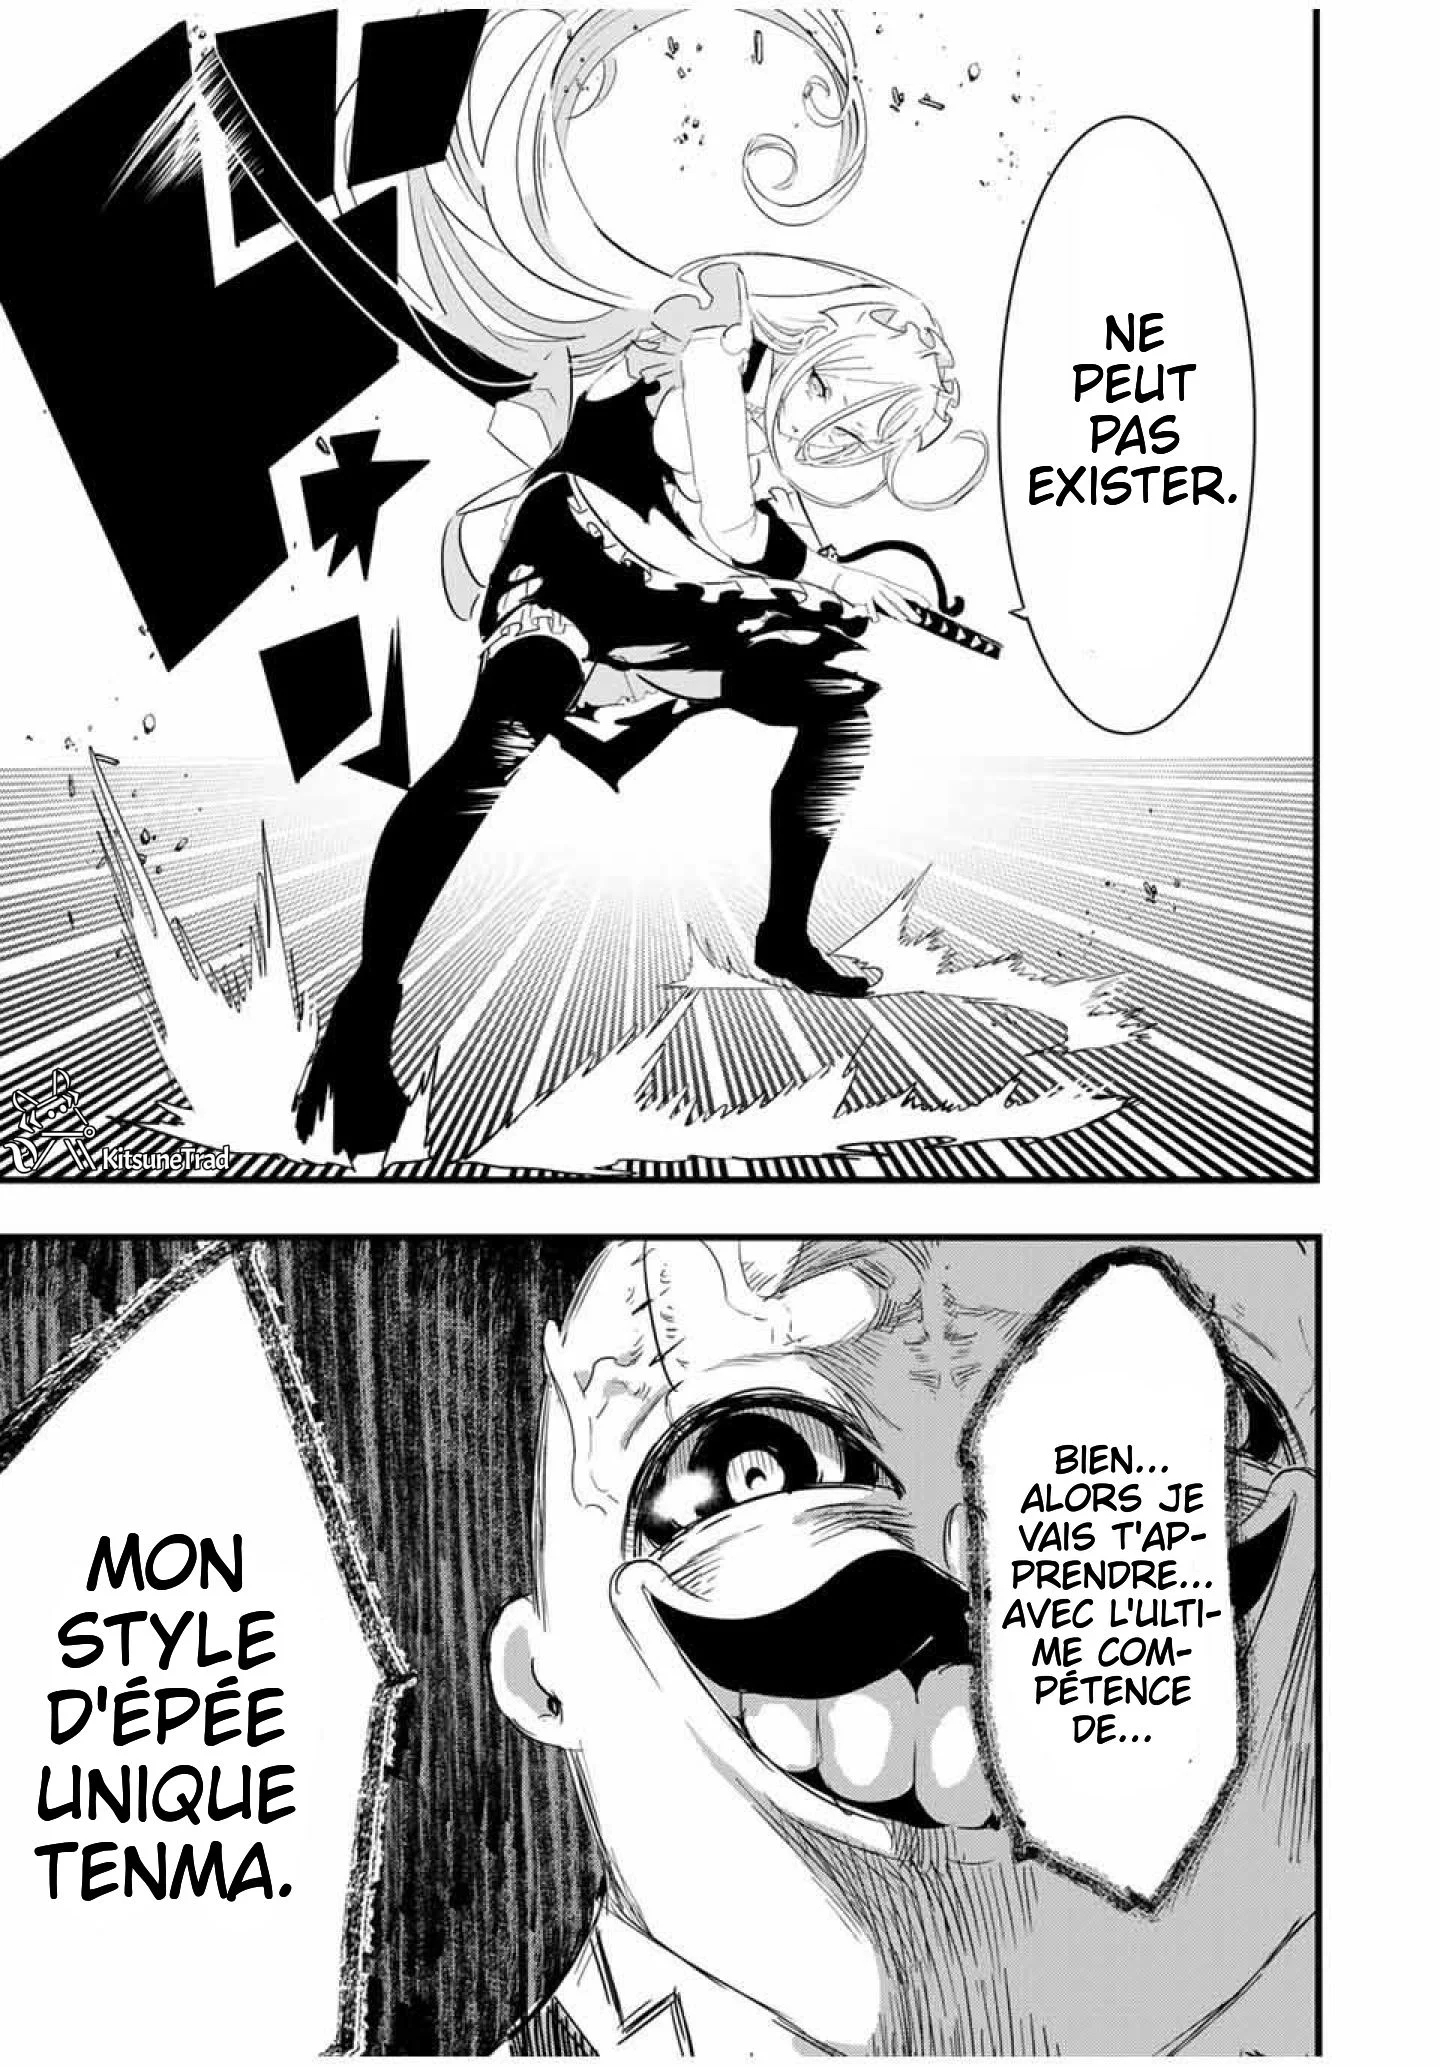 NE
PEUT
PAS
EXISTER.
KitsuneTrad
BIEN...
ALORS JE
VAIS T'AP-
PRENDRE...
AVEC L'ULTI-
ME COM-
PÉTENCE
DE...
MON
STYLE
D'ÉPÉE
UNIQUE
TENMA.